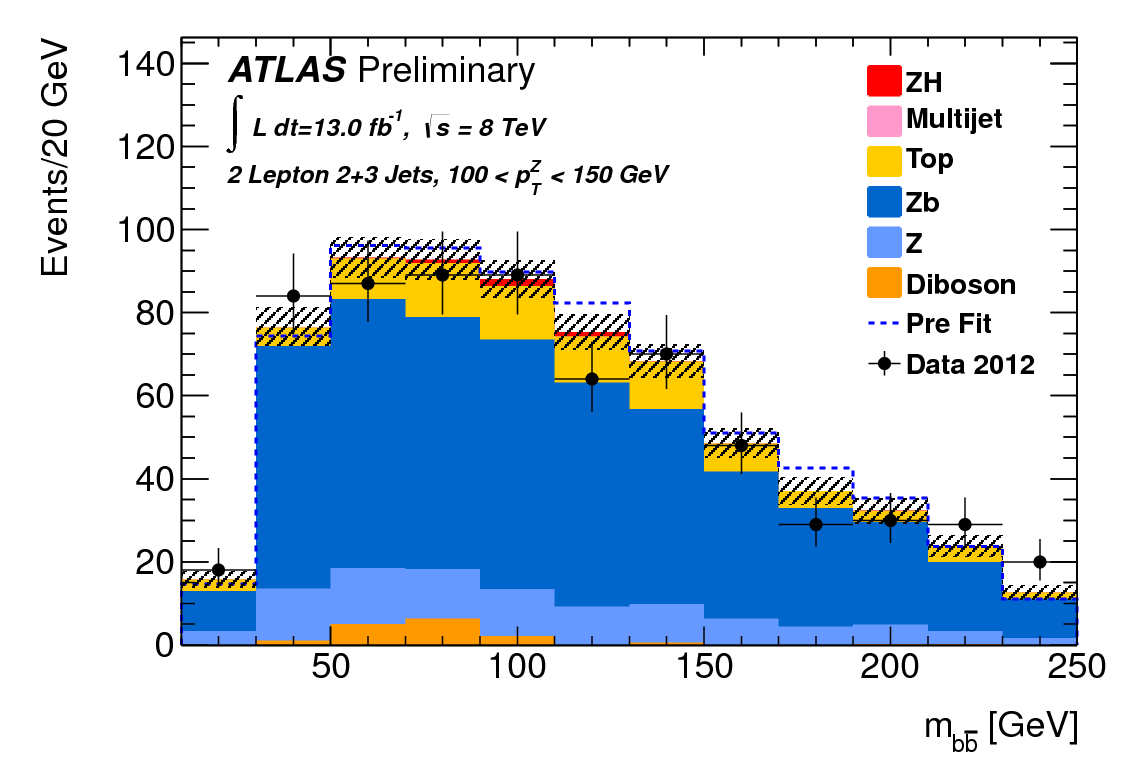 Events/20 GeV
140
120
100
80
60
40
20
0
ATLAS Preliminary
∫ L dt=13.0 fb⁻¹, √s = 8 TeV
2 Lepton 2+3 Jets, 100 < p_T^Z < 150 GeV
ZH
Multijet
Top
Zb
Z
Diboson
Pre Fit
Data 2012
50 100 150 200 250
m_bb̅ [GeV]